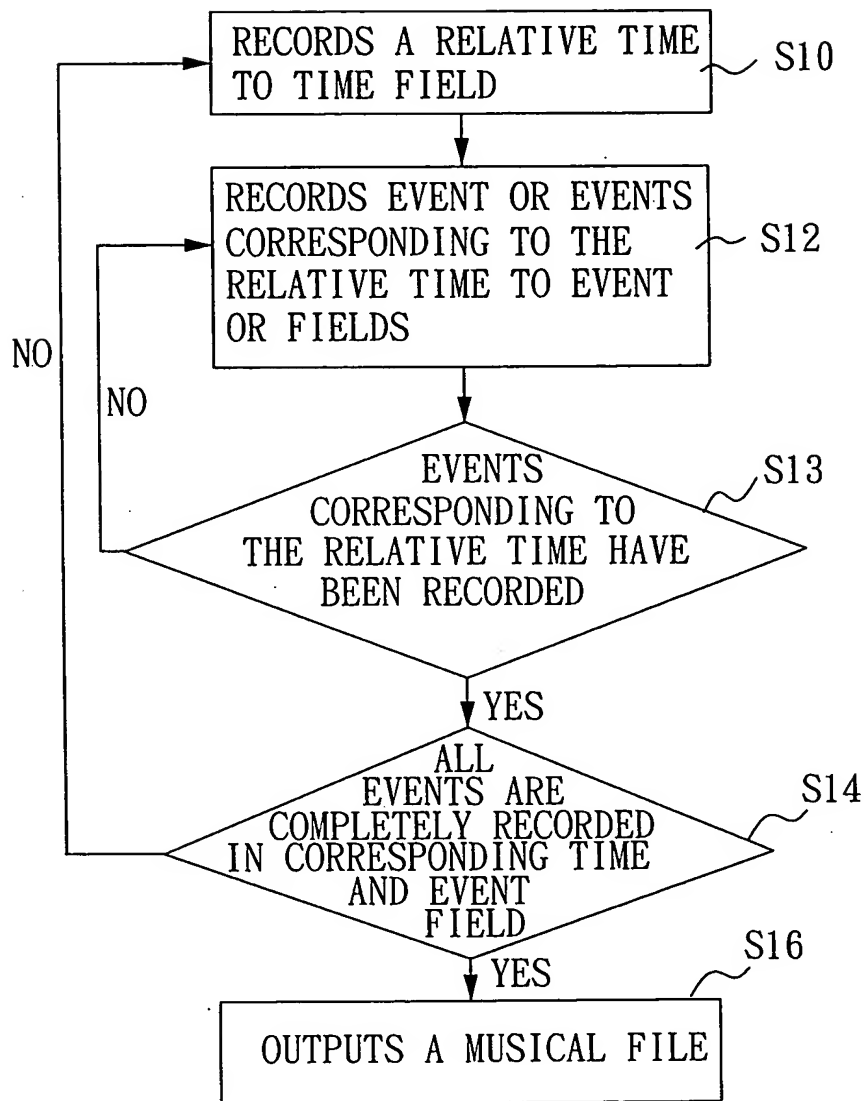 RECORDS A RELATIVE TIME
TO TIME FIELD
S10
RECORDS EVENT OR EVENTS
CORRESPONDING TO THE
RELATIVE TIME TO EVENT
OR FIELDS
S12
NO
NO
EVENTS
CORRESPONDING TO
THE RELATIVE TIME HAVE
BEEN RECORDED
S13
YES
ALL
EVENTS ARE
COMPLETELY RECORDED
IN CORRESPONDING TIME
AND EVENT
FIELD
S14
YES
S16
OUTPUTS A MUSICAL FILE